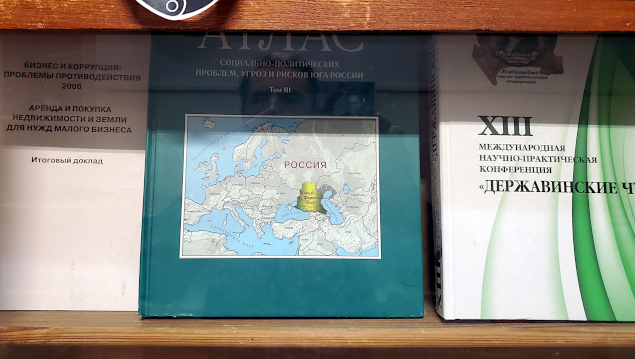 БИЗНЕС И КОРРУПЦИЯ:
ПРОБЛЕМЫ ПРОТИВОДЕЙСТВИЯ
2006
АРЕНДА И ПОКУПКА
НЕДВИЖИМОСТИ И ЗЕМЛИ
ДЛЯ НУЖД МАЛОГО БИЗНЕСА
Итоговый доклад
АТЛАС
СОЦИАЛЬНО-ПОЛИТИЧЕСКИХ
ПРОБЛЕМ, УГРОЗ И РИСКОВ ЮГА РОССИИ
Том III
РОССИЯ
XIII
МЕЖДУНАРОДНАЯ
НАУЧНО-ПРАКТИЧЕСКАЯ
КОНФЕРЕНЦИЯ
«ДЕРЖАВИНСКИЕ ЧТ